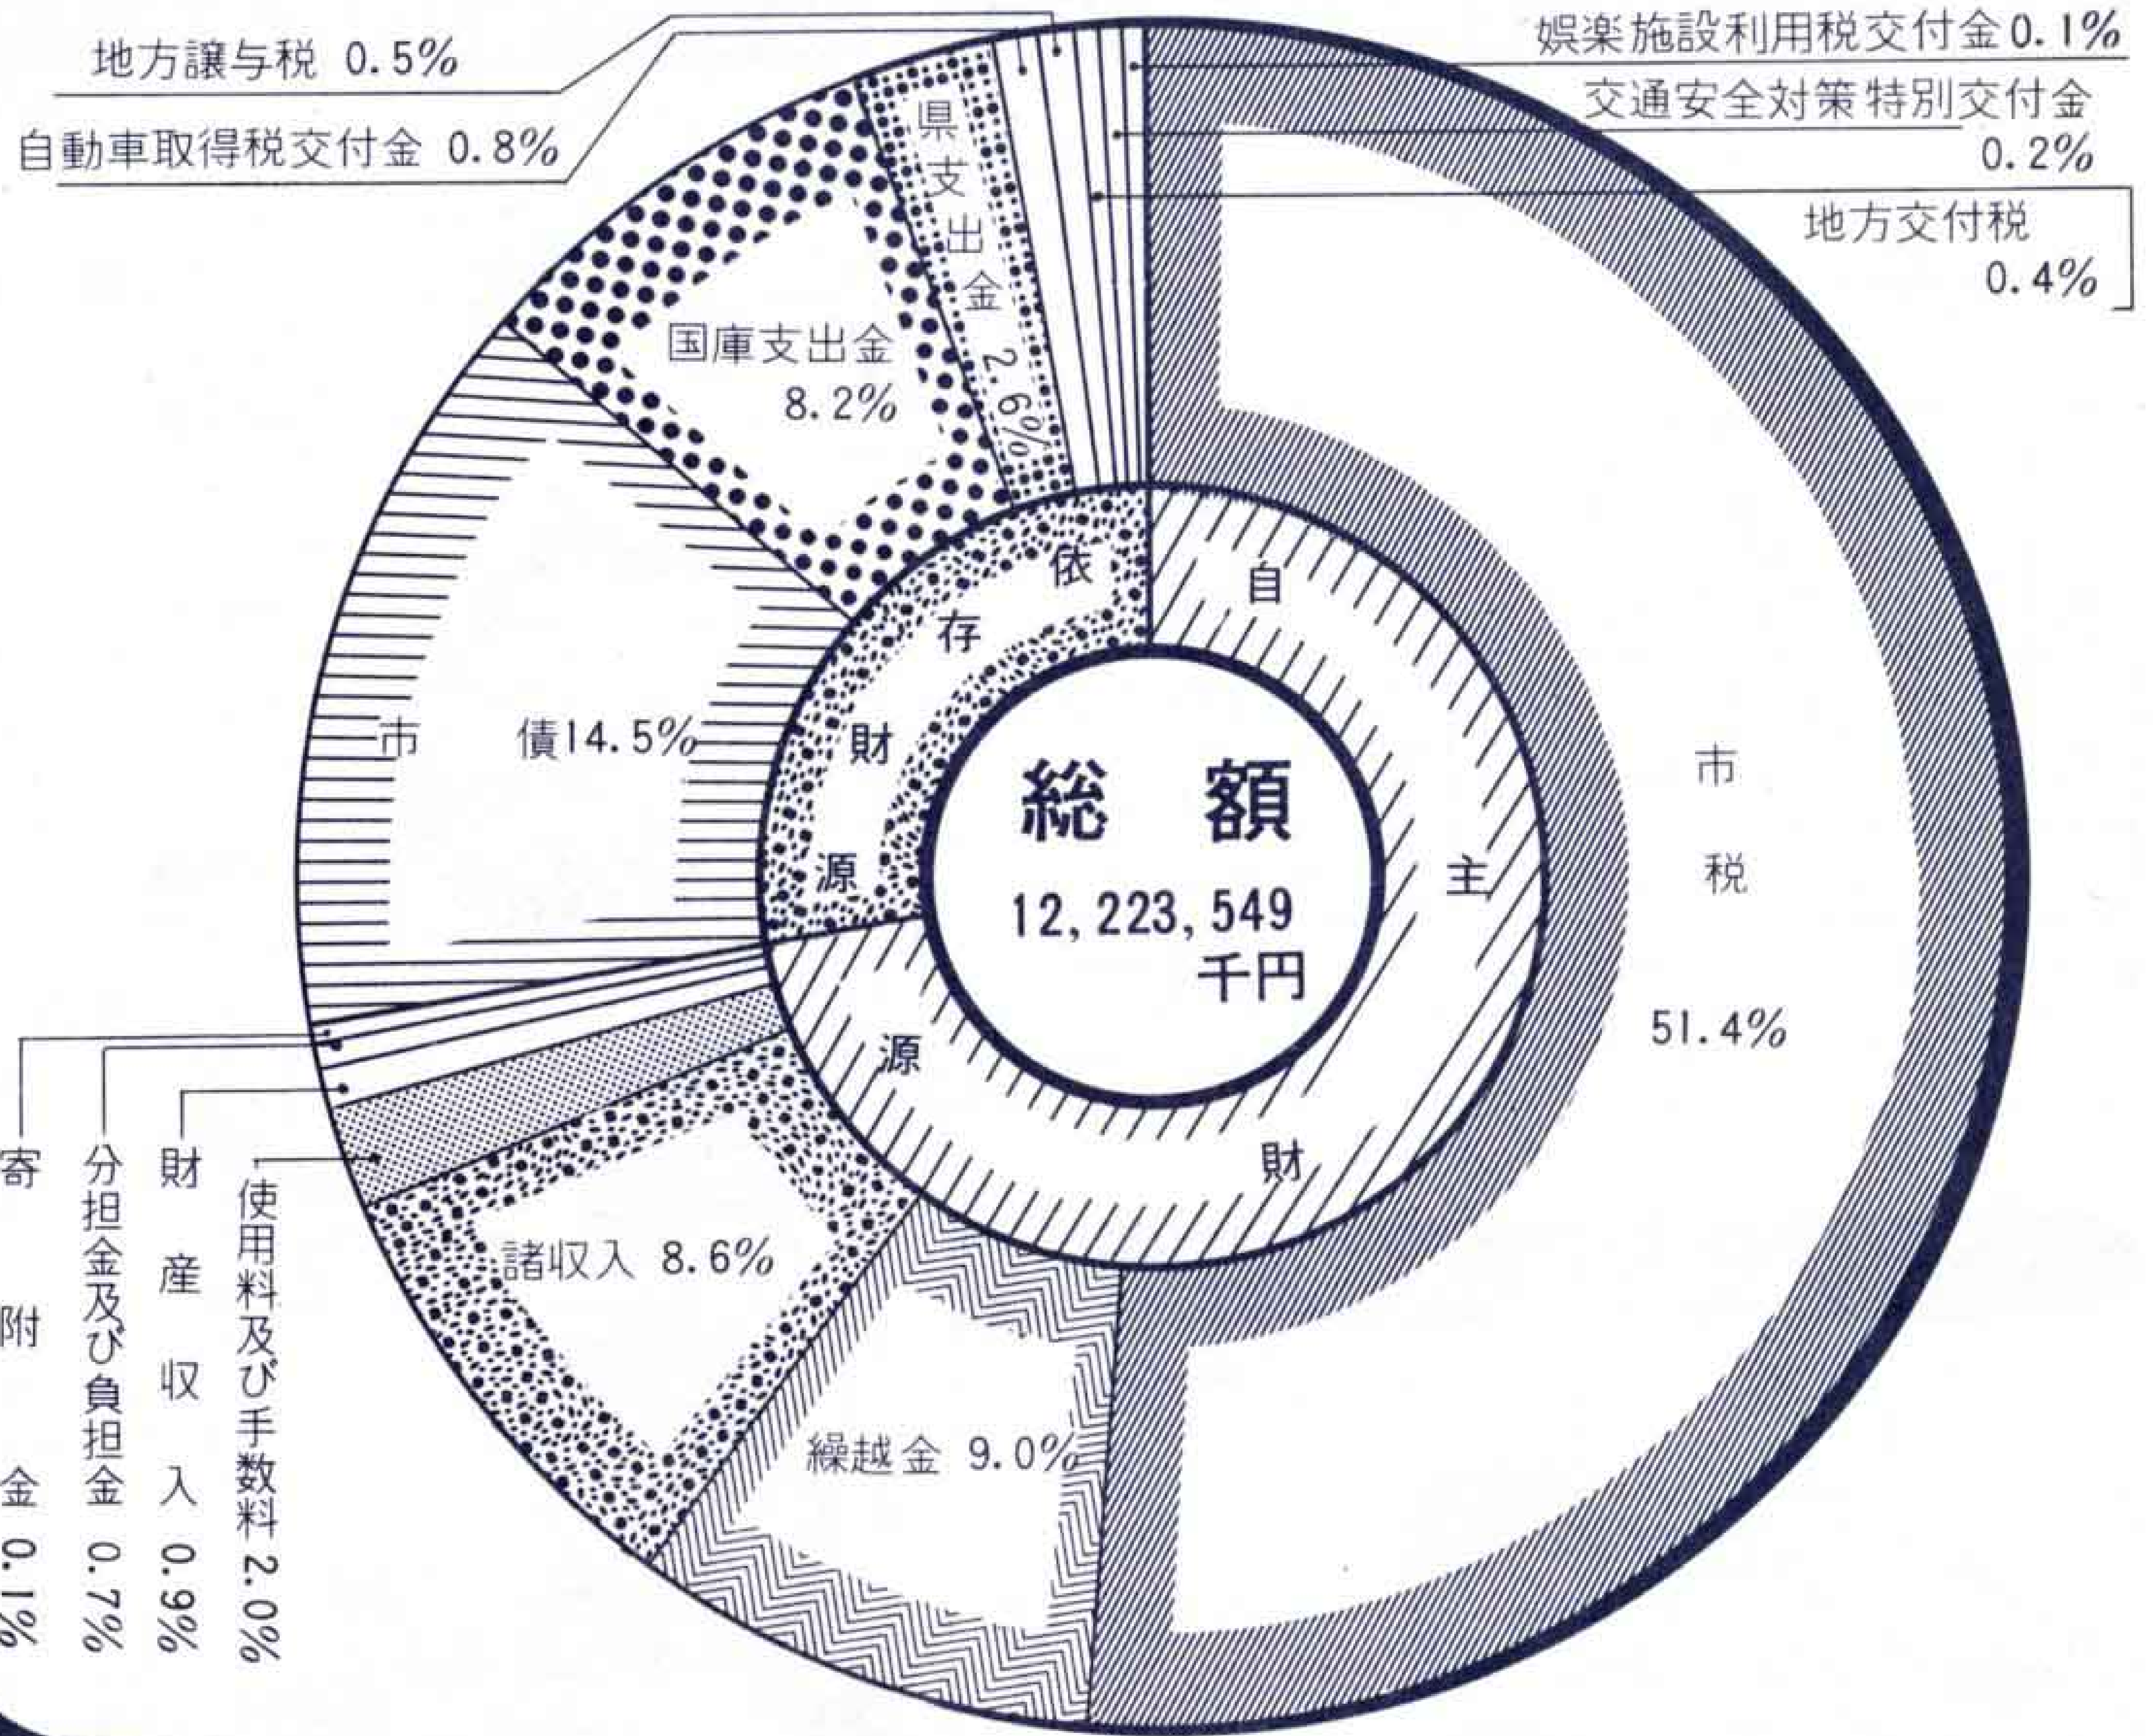 地方譲与税 0.5%
自動車取得税交付金 0.8%
娯楽施設利用税交付金 0.1%
交通安全対策特別交付金
0.2%
地方交付税
0.4%
県支出金 2.6%
国庫支出金
8.2%
市債 14.5%
依存財源
自主財源
総額
12,223,549
千円
市税
51.4%
諸収入 8.6%
繰越金 9.0%
使用料及び手数料 2.0%
財産収入 0.9%
分担金及び負担金 0.7%
寄附金 0.1%